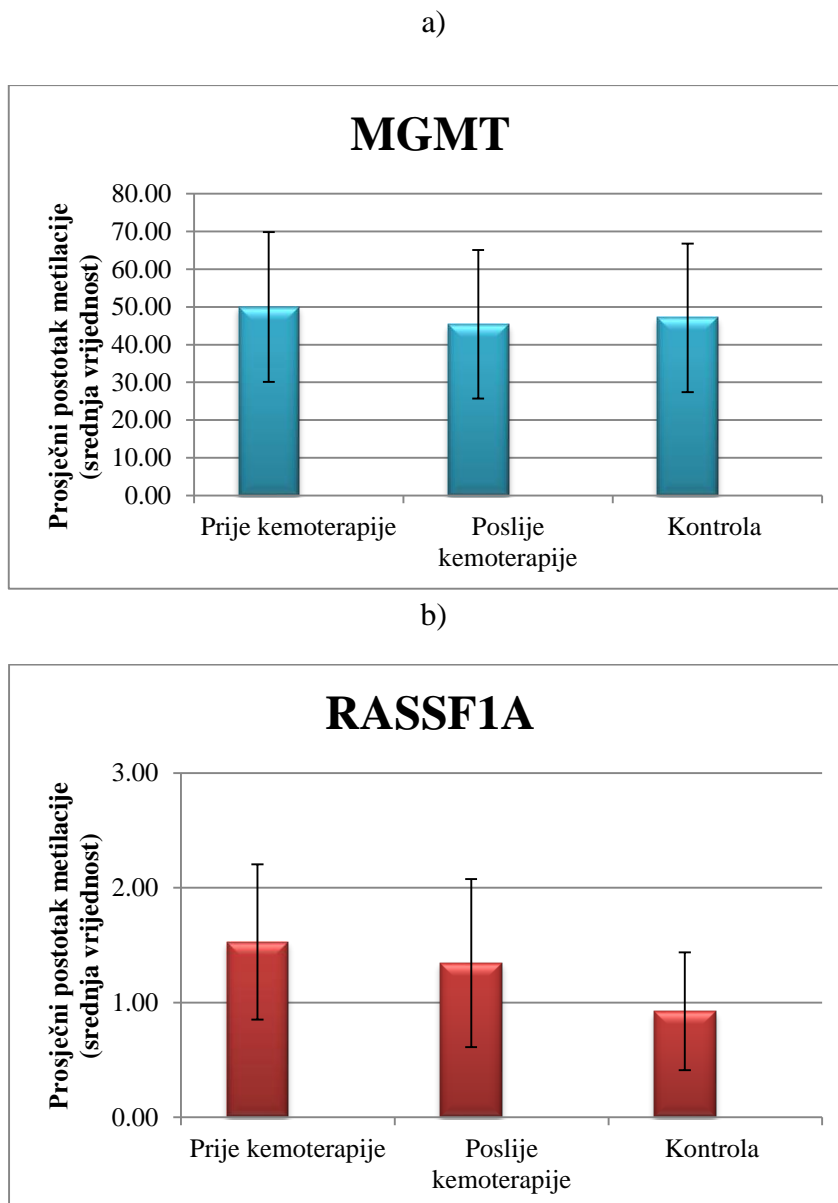 a)
MGMT
Prosječni postotak metilacije
(srednja vrijednost)
80.00
70.00
60.00
50.00
40.00
30.00
20.00
10.00
0.00
Prije kemoterapije
Poslije
kemoterapije
Kontrola
b)
RASSF1A
Prosječni postotak metilacije
(srednja vrijednost)
3.00
2.00
1.00
0.00
Prije kemoterapije
Poslije
kemoterapije
Kontrola